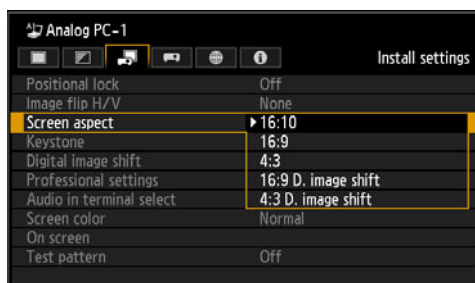 Analog PC-1
Install settings
Positional lock Off
Image flip H/V None
Screen aspect 16:10
Keystone 16:9
Digital image shift 4:3
Professional settings 16:9 D. image shift
Audio in terminal select 4:3 D. image shift
Screen color Normal
On screen
Test pattern Off